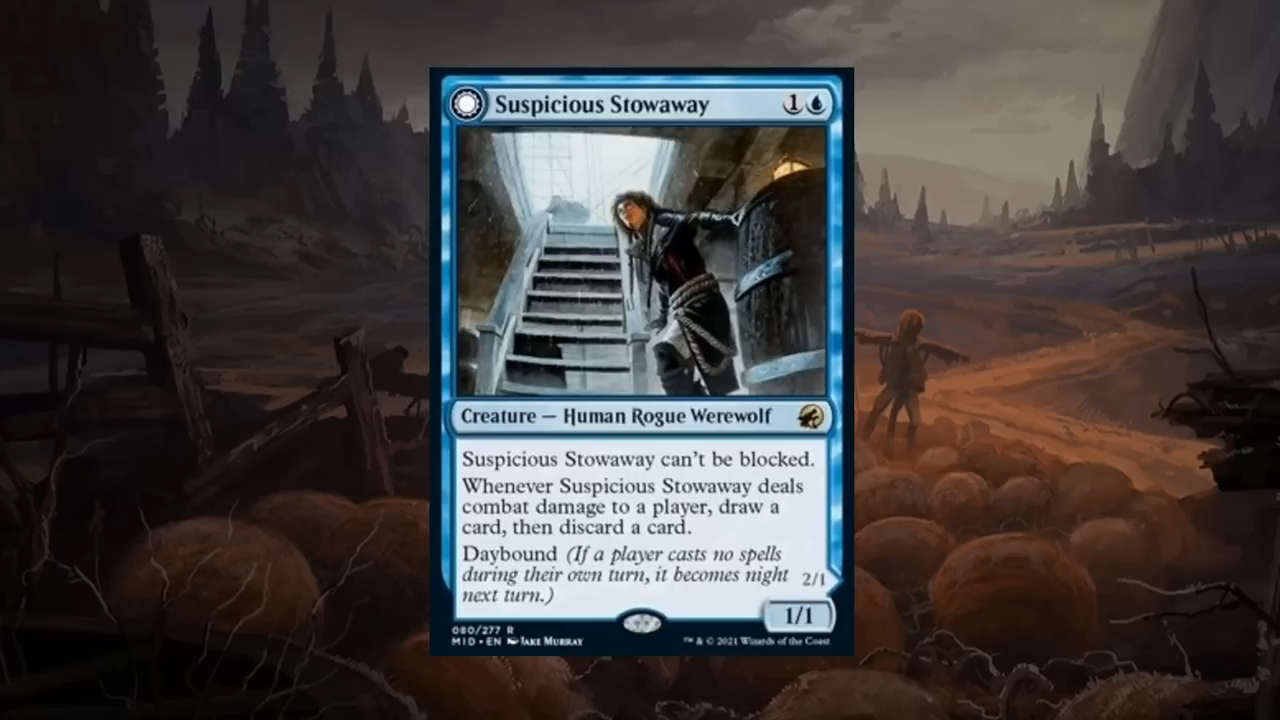 Suspicious Stowaway 1
Creature — Human Rogue Werewolf
Suspicious Stowaway can't be blocked.
Whenever Suspicious Stowaway deals
combat damage to a player, draw a
card, then discard a card.
Daybound (If a player casts no spells
during their own turn, it becomes night
next turn.)
2/1
1/1
080/277 R
MID • EN Jake Murray
™ & © 2021 Wizards of the Coast